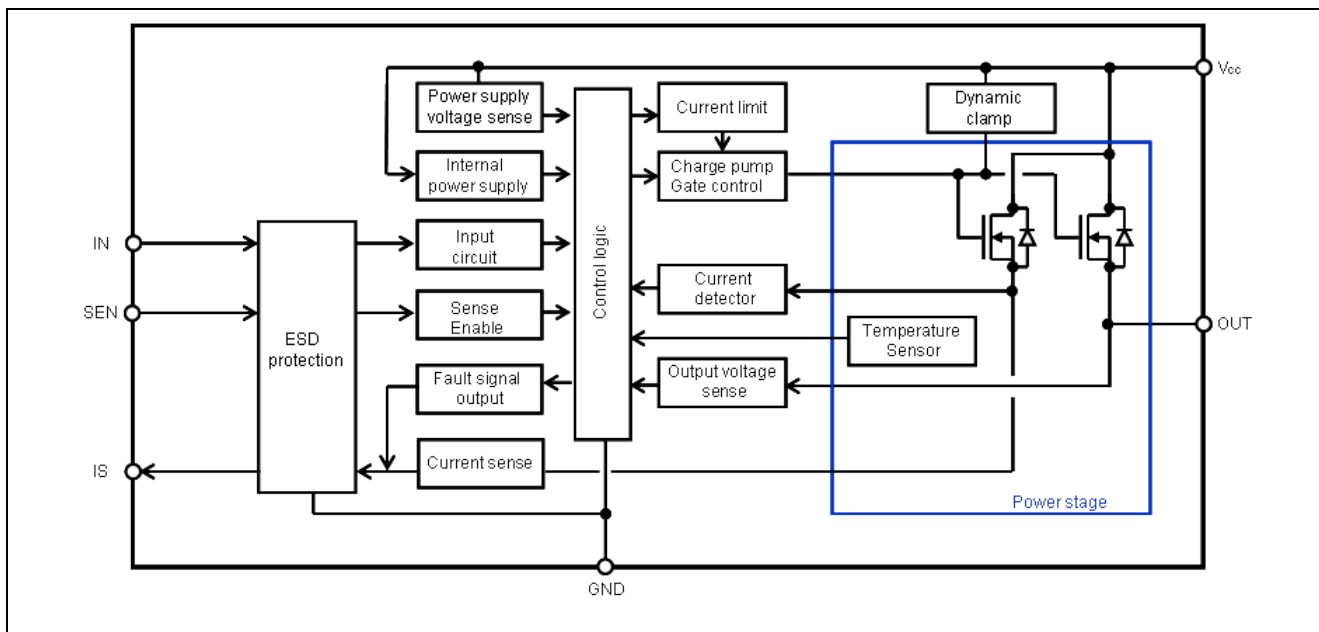 Vcc
Power supply
voltage sense
Current limit
Dynamic
clamp
Internal
power supply
Charge pump
Gate control
IN
Input
circuit
Control logic
Current
detector
SEN
Sense
Enable
OUT
ESD
protection
Temperature
Sensor
Fault signal
output
Output voltage
sense
IS
Current sense
Power stage
GND